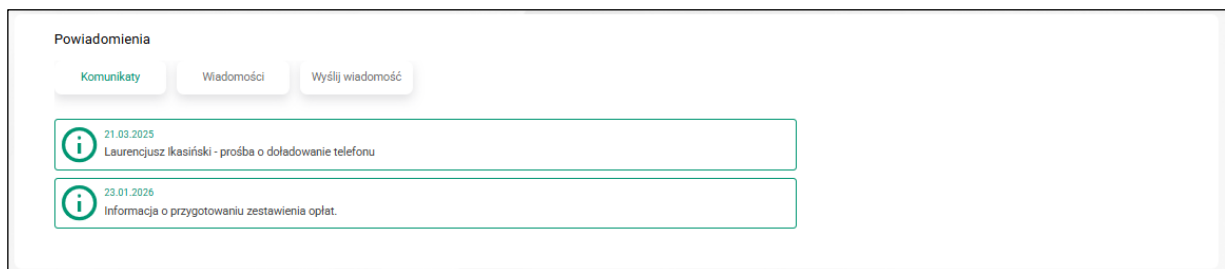 Powiadomienia
Komunikaty Wiadomości Wyślij wiadomość
21.03.2025
Laurencjusz Ikasiński - prośba o doładowanie telefonu
23.01.2026
Informacja o przygotowaniu zestawienia opłat.